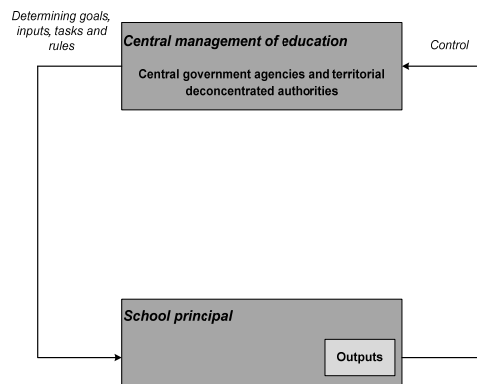 Determining goals,
inputs, tasks and
rules
Central management of education
Central government agencies and territorial
deconcentrated authorities
Control
School principal
Outputs